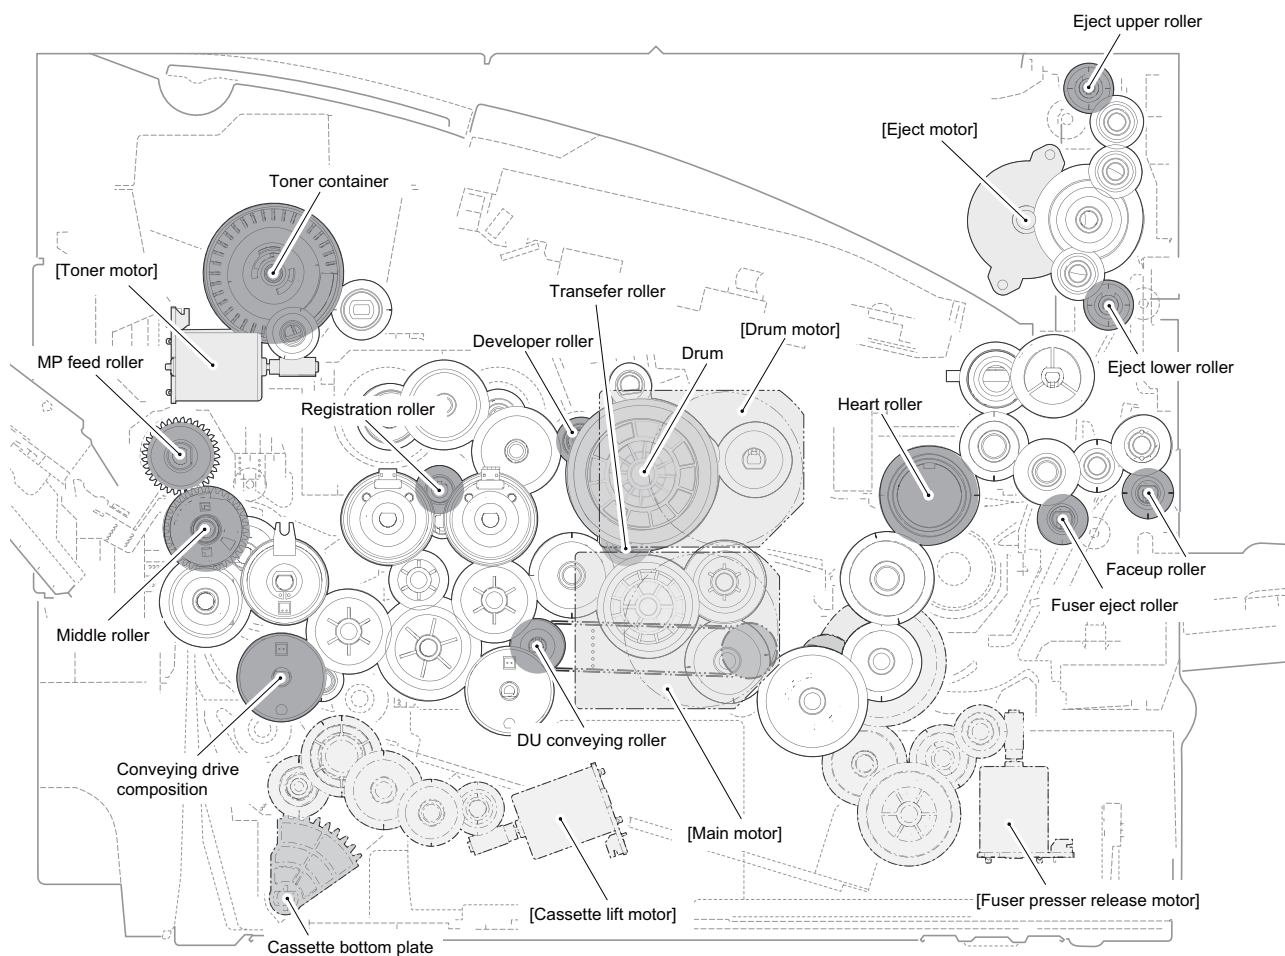 Eject upper roller
[Eject motor]
Toner container
[Toner motor]
Transefer roller
[Drum motor]
Developer roller
Drum
MP feed roller
Eject lower roller
Registration roller
Heart roller
Faceup roller
Fuser eject roller
Middle roller
DU conveying roller
Conveying drive
composition
[Main motor]
[Fuser presser release motor]
[Cassette lift motor]
Cassette bottom plate